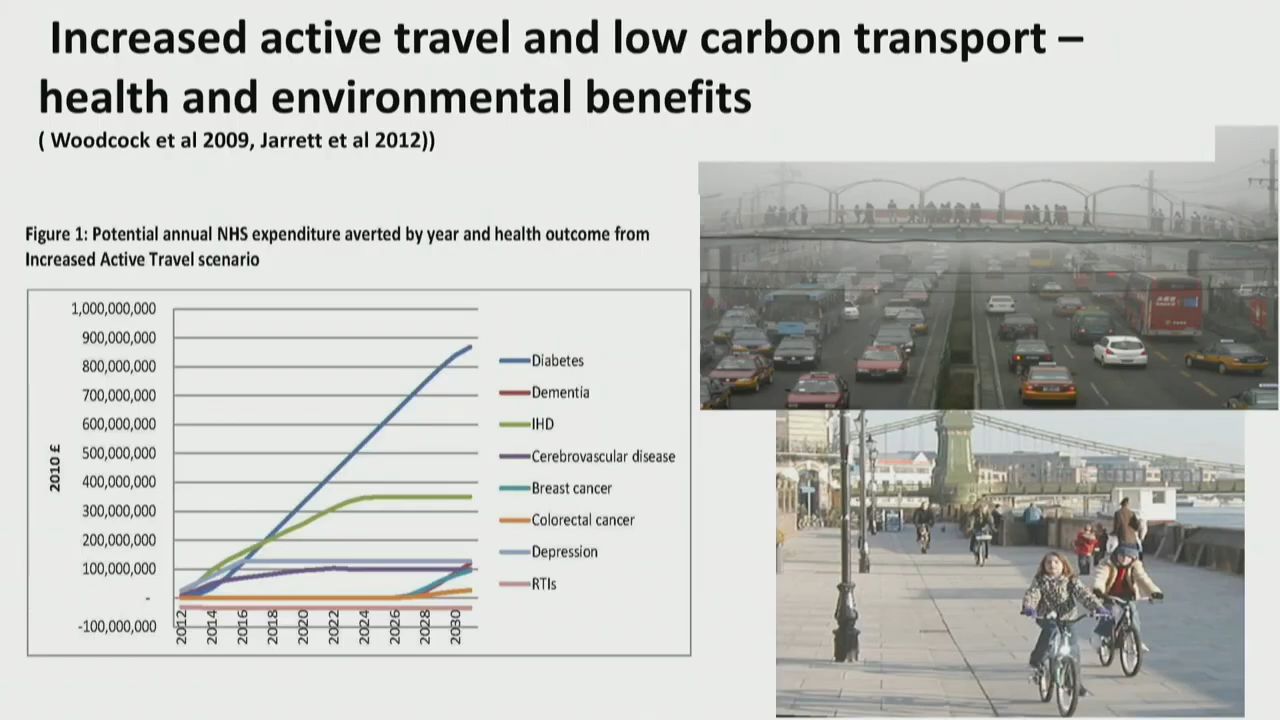 Increased active travel and low carbon transport –
health and environmental benefits
( Woodcock et al 2009, Jarrett et al 2012))
Figure 1: Potential annual NHS expenditure averted by year and health outcome from
Increased Active Travel scenario
1,000,000,000
900,000,000
800,000,000
700,000,000
600,000,000
500,000,000
400,000,000
300,000,000
200,000,000
100,000,000
-
-100,000,000
2010 £
2012
2014
2016
2018
2020
2022
2024
2026
2028
2030
Diabetes
Dementia
IHD
Cerebrovascular disease
Breast cancer
Colorectal cancer
Depression
RTIs